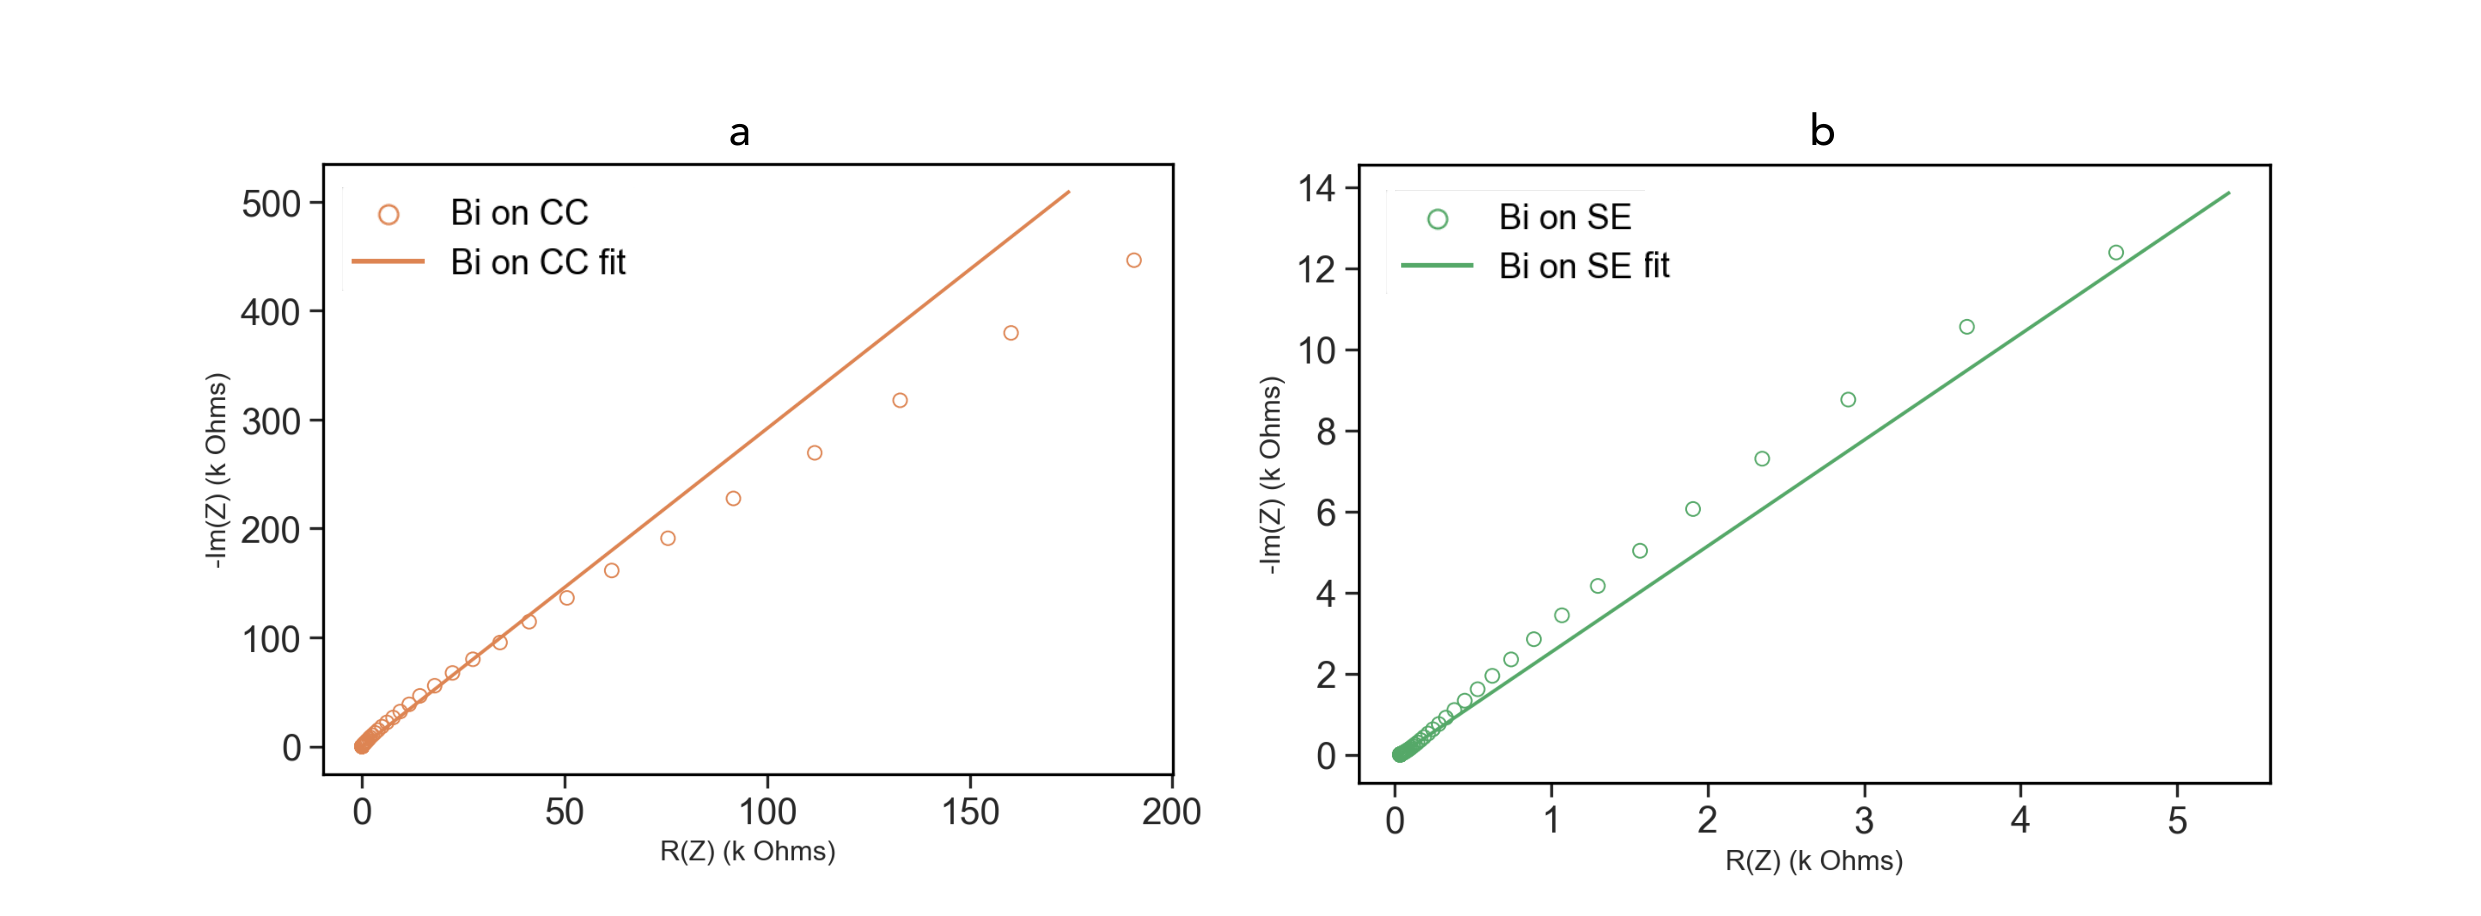 a
Bi on CC
Bi on CC fit
500
400
300
200
100
0
-Im(Z) (k Ohms)
0 50 100 150 200
R(Z) (k Ohms)
b
Bi on SE
Bi on SE fit
14
12
10
8
6
4
2
0
-Im(Z) (k Ohms)
0 1 2 3 4 5
R(Z) (k Ohms)